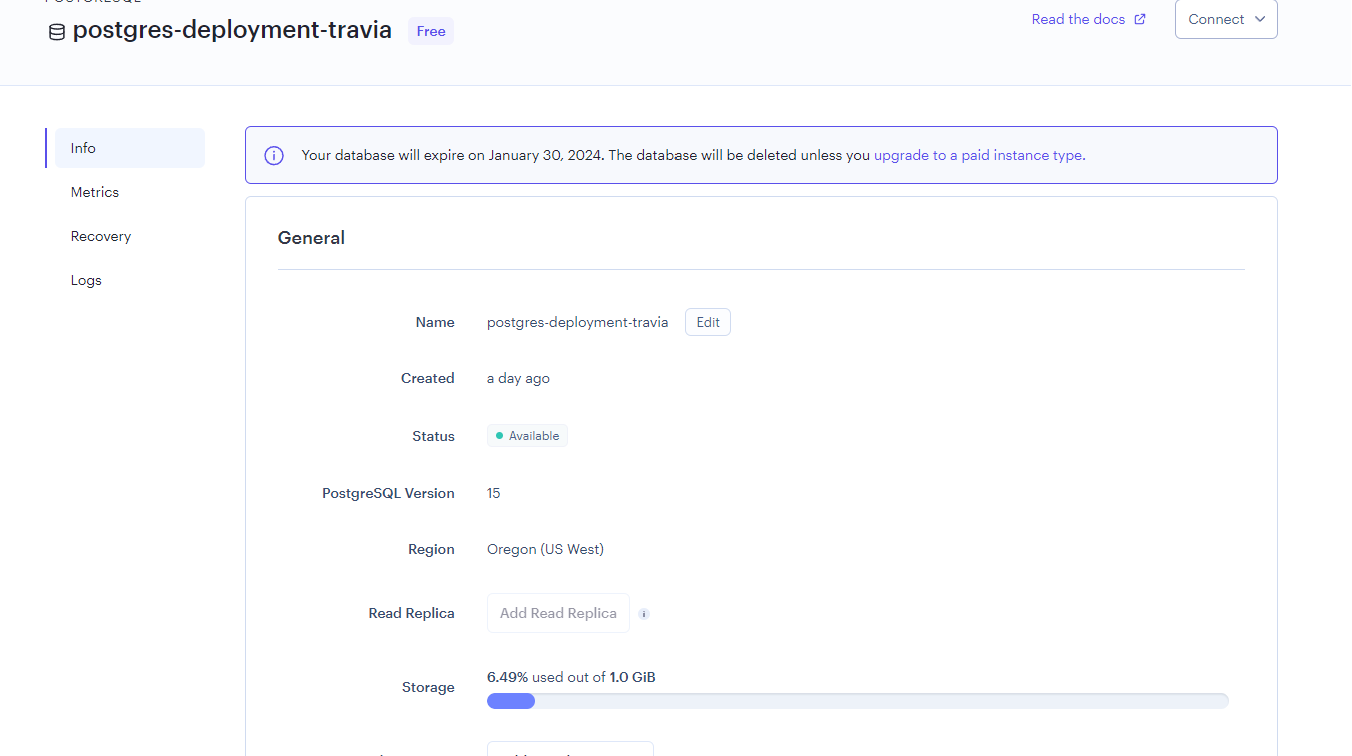 POSTGRESQL
postgres-deployment-travia Free
Read the docs
Connect
Info
Metrics
Recovery
Logs
Your database will expire on January 30, 2024. The database will be deleted unless you upgrade to a paid instance type.
General
Name postgres-deployment-travia Edit
Created a day ago
Status Available
PostgreSQL Version 15
Region Oregon (US West)
Read Replica Add Read Replica
Storage 6.49% used out of 1.0 GiB